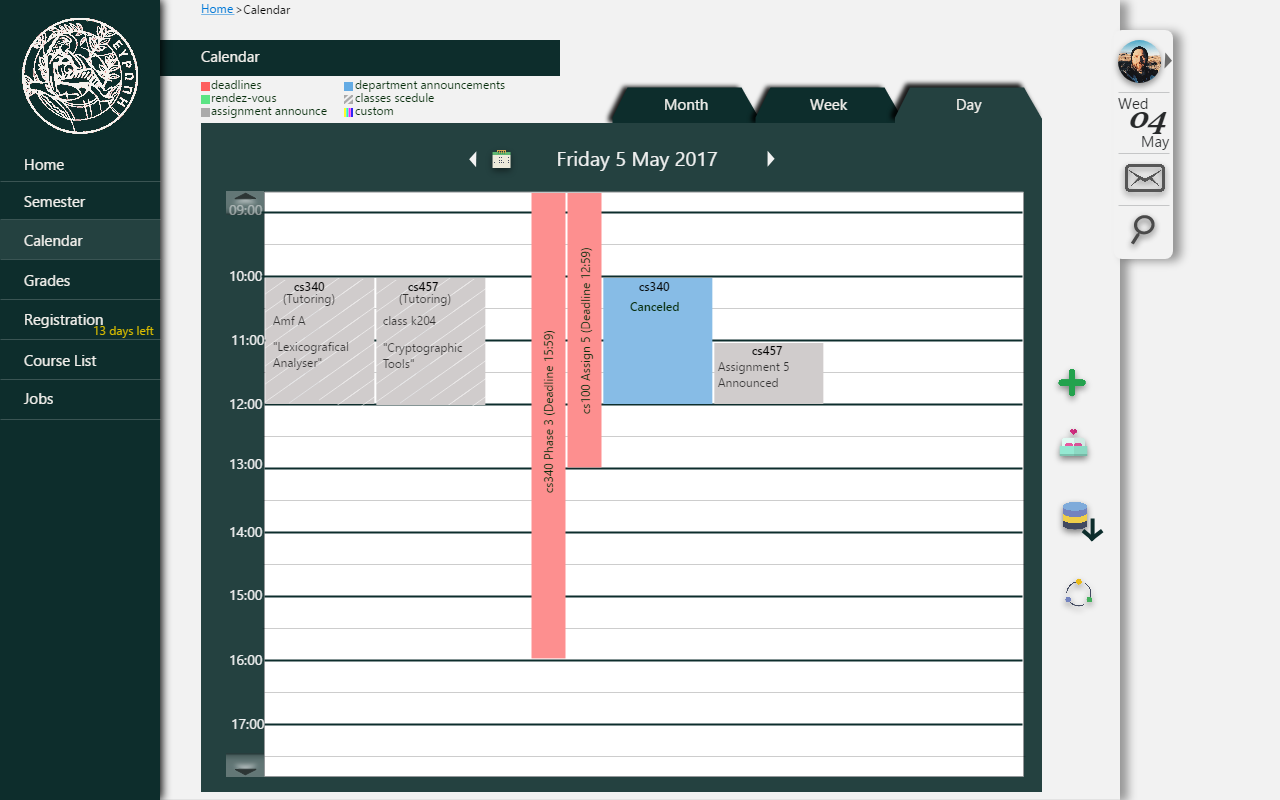 ΕΥΡΩΠΗ
Home
Semester
Calendar
Grades
Registration
13 days left
Course List
Jobs
Home >Calendar
Calendar
deadlines
department announcements
rendez-vous
classes scedule
assignment announce
custom
Month
Week
Day
Friday 5 May 2017
09:00
10:00
11:00
12:00
13:00
14:00
15:00
16:00
17:00
cs340
(Tutoring)
Amf A
"Lexicografical
Analyser"
cs457
(Tutoring)
class k204
"Cryptographic
Tools"
cs340 Phase 3 (Deadline 15:59)
cs100 Assign 5 (Deadline 12:59)
cs340
Canceled
cs457
Assignment 5
Announced
Wed
04
May